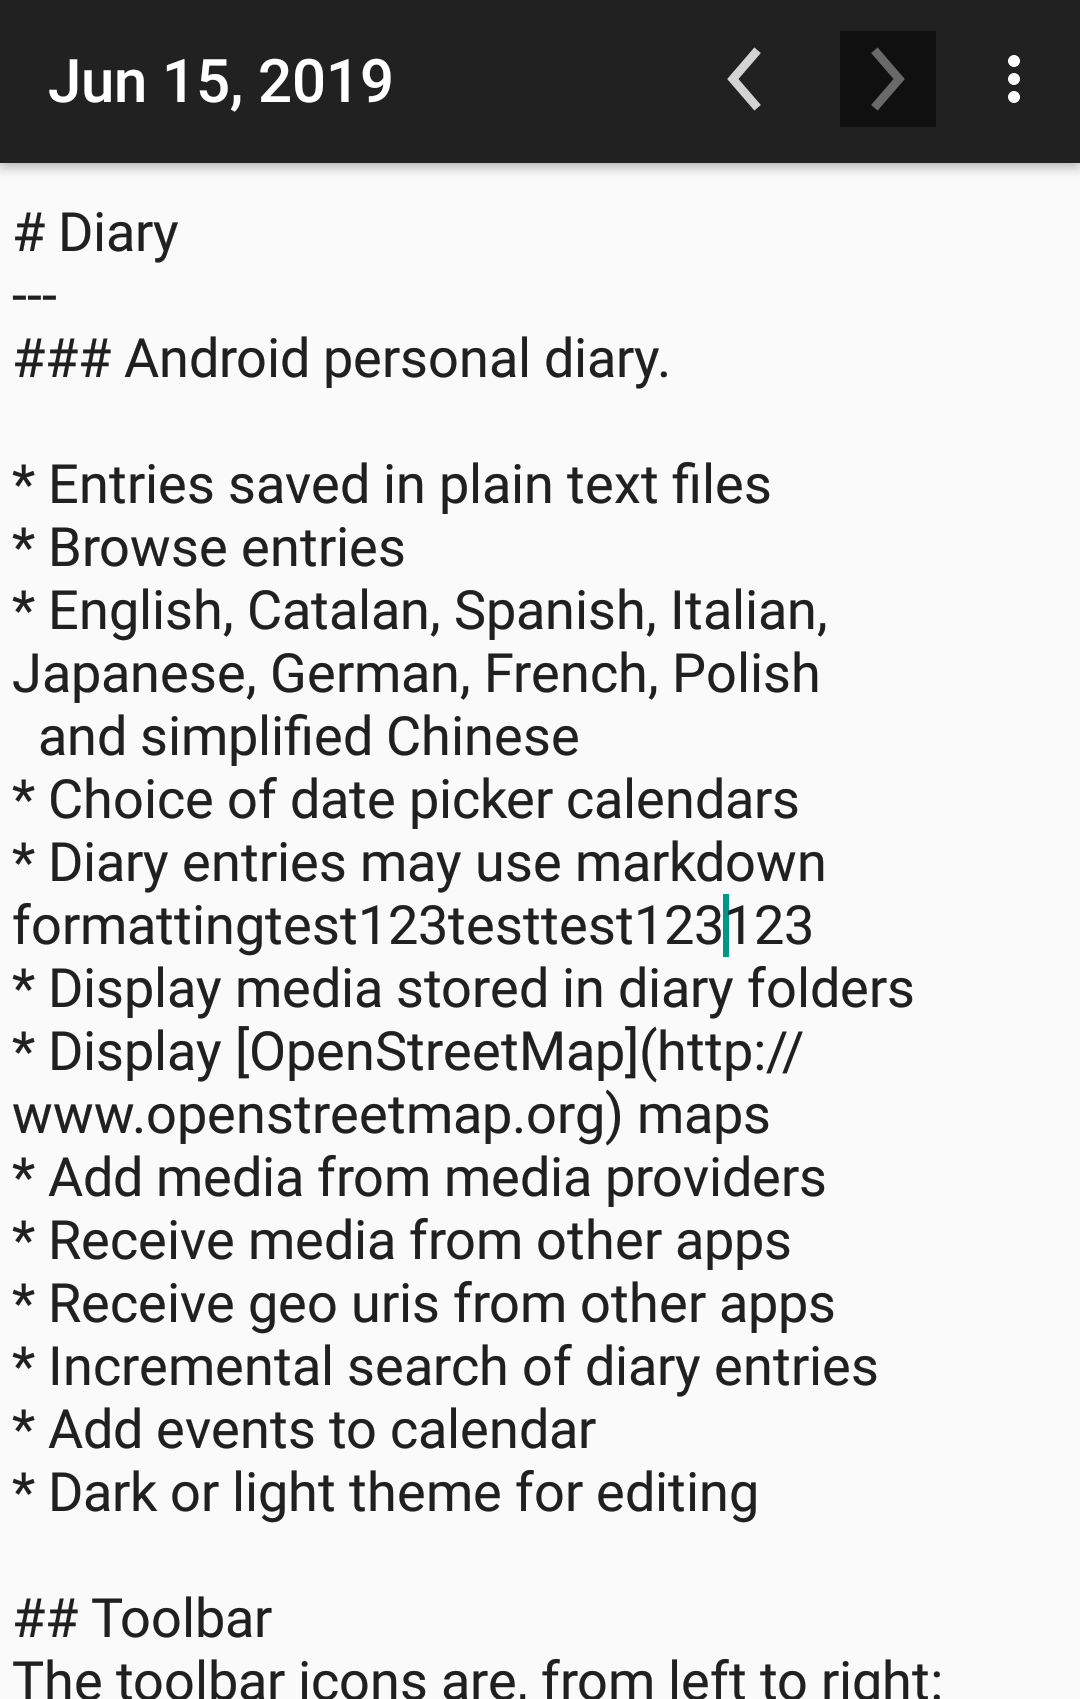 Jun 15, 2019
# Diary
---
### Android personal diary.
* Entries saved in plain text files
* Browse entries
* English, Catalan, Spanish, Italian,
Japanese, German, French, Polish
  and simplified Chinese
* Choice of date picker calendars
* Diary entries may use markdown
formattingtest123testtest123123
* Display media stored in diary folders
* Display [OpenStreetMap](http://
www.openstreetmap.org) maps
* Add media from media providers
* Receive media from other apps
* Receive geo uris from other apps
* Incremental search of diary entries
* Add events to calendar
* Dark or light theme for editing
## Toolbar
The toolbar icons are, from left to right: